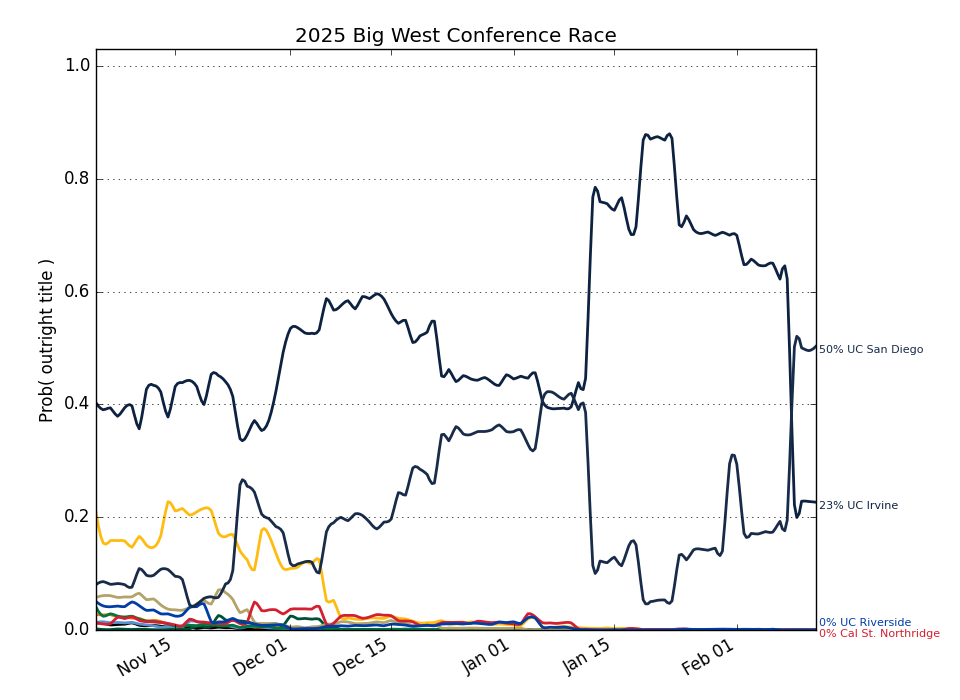 2025 Big West Conference Race
Prob( outright title )
1.0
0.8
0.6
0.4
0.2
0.0
50% UC San Diego
23% UC Irvine
0% UC Riverside
0% Cal St. Northridge
Nov 15
Dec 01
Dec 15
Jan 01
Jan 15
Feb 01